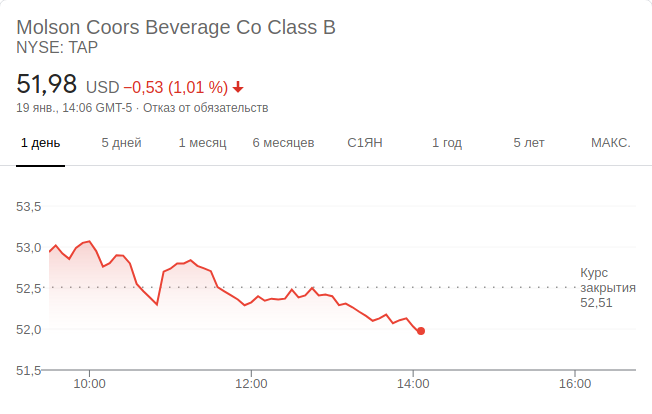 Molson Coors Beverage Co Class B
NYSE: TAP
51,98 USD −0,53 (1,01 %)
19 янв., 14:06 GMT-5 · Отказ от обязательств
1 день 5 дней 1 месяц 6 месяцев С1ЯН 1 год 5 лет МАКС.
53,5
53,0
Курс
52,5 закрытия
52,51
52,0
51,5
10:00 12:00 14:00 16:00